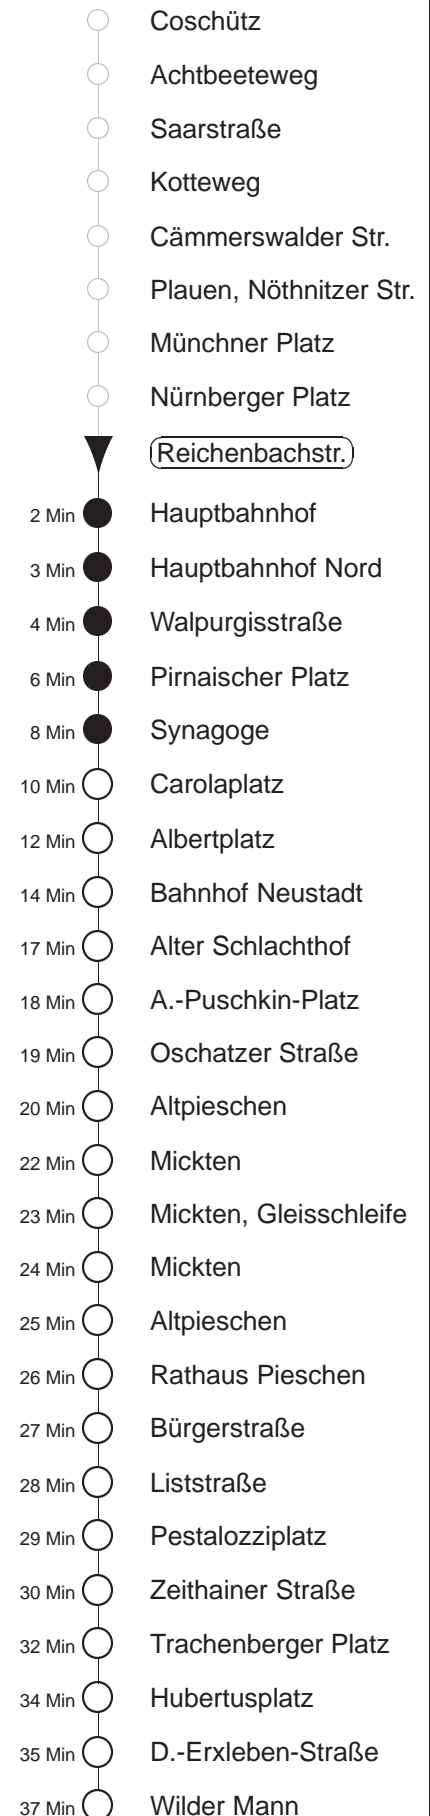 Coschütz
Achtbeeteweg
Saarstraße
Kotteweg
Cämmerswalder Str.
Plauen, Nöthnitzer Str.
Münchner Platz
Nürnberger Platz
Reichenbachstr.
2 Min Hauptbahnhof
3 Min Hauptbahnhof Nord
4 Min Walpurgisstraße
6 Min Pirnaischer Platz
8 Min Synagoge
10 Min Carolaplatz
12 Min Albertplatz
14 Min Bahnhof Neustadt
17 Min Alter Schlachthof
18 Min A.-Puschkin-Platz
19 Min Oschatzer Straße
20 Min Altpieschen
22 Min Mickten
23 Min Mickten, Gleisschleife
24 Min Mickten
25 Min Altpieschen
26 Min Rathaus Pieschen
27 Min Bürgerstraße
28 Min Liststraße
29 Min Pestalozziplatz
30 Min Zeithainer Straße
32 Min Trachenberger Platz
34 Min Hubertusplatz
35 Min D.-Erxleben-Straße
37 Min Wilder Mann